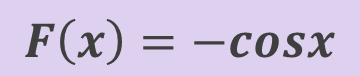 F(x) = −cosx